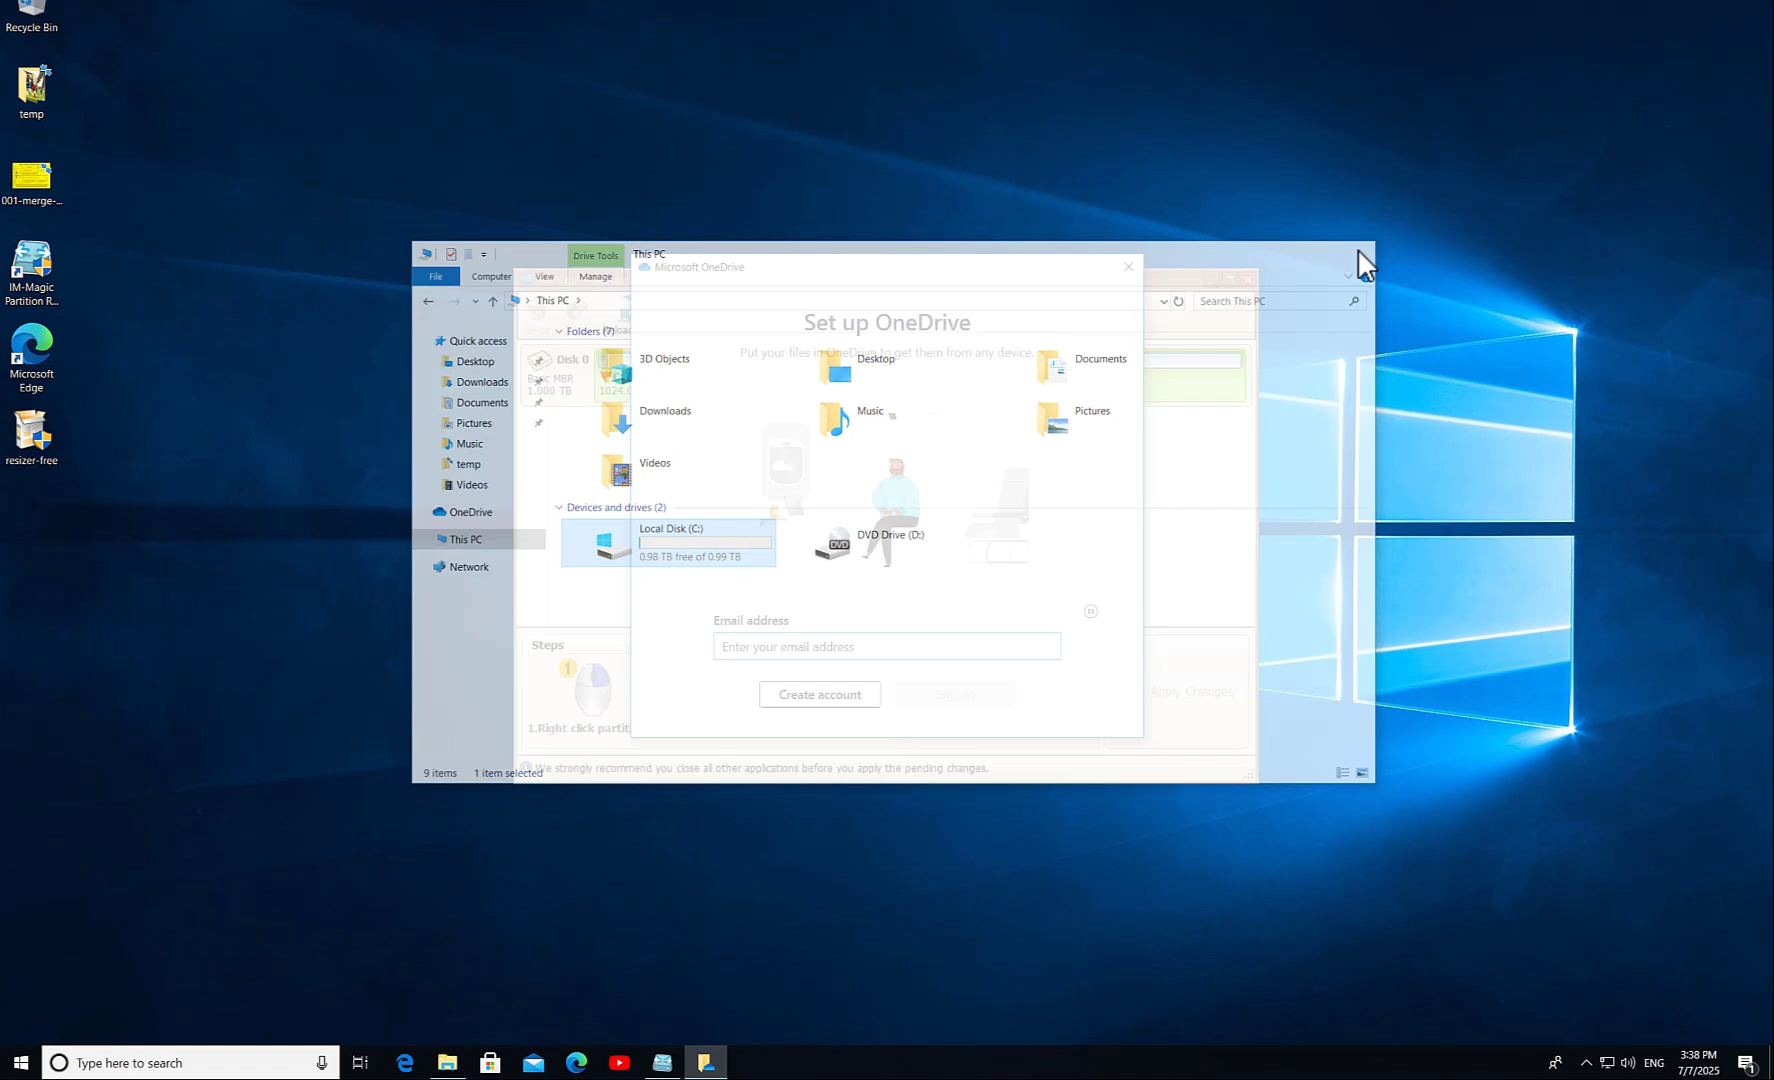 Recycle Bin
temp
001-merge-...
IM-Magic
Partition R...
Microsoft
Edge
resizer-free
Drive Tools
This PC
Microsoft OneDrive
File
Computer
View
Manage
This PC
Search This PC
Set up OneDrive
Put your files in OneDrive to get them from any device.
Quick access
Desktop
Downloads
Documents
Pictures
Music
temp
Videos
OneDrive
This PC
Network
Folders (7)
Disk 0
Basic MBR
1.000 TB
3D Objects
Desktop
Documents
Downloads
Music
Pictures
Videos
Devices and drives (2)
Local Disk (C:)
0.98 TB free of 0.99 TB
DVD Drive (D:)
DVD
Email address
Enter your email address
Create account
Steps
1
1.Right click partit
Apply Changes
We strongly recommend you close all other applications before you apply the pending changes.
9 items
1 item selected
Type here to search
ENG
3:38 PM
7/7/2025
1